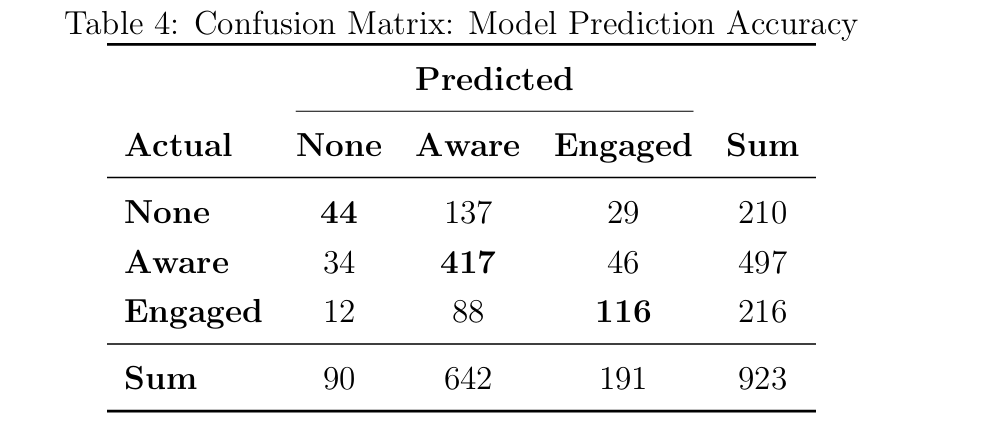 Table 4: Confusion Matrix: Model Prediction Accuracy
Predicted
Actual None Aware Engaged Sum
None 44 137 29 210
Aware 34 417 46 497
Engaged 12 88 116 216
Sum 90 642 191 923